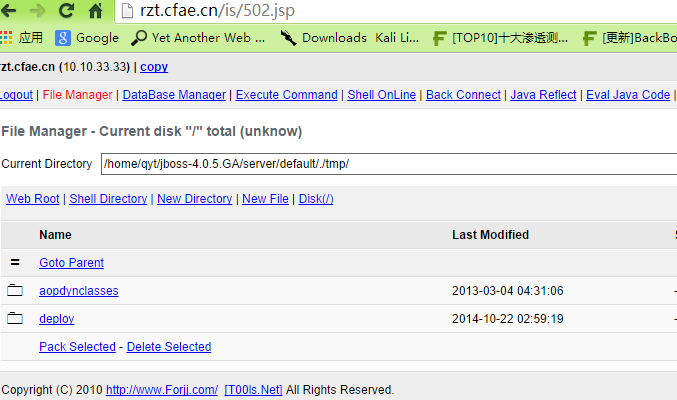 rzt.cfae.cn/is/502.jsp
应用 Google Yet Another Web ... Downloads Kali Li... [TOP10]十大渗透测... [更新]BackBo
rzt.cfae.cn (10.10.33.33) | copy
Logout | File Manager | DataBase Manager | Execute Command | Shell OnLine | Back Connect | Java Reflect | Eval Java Code |
File Manager - Current disk "/" total (unknow)
Current Directory /home/qyt/jboss-4.0.5.GA/server/default/./tmp/
Web Root | Shell Directory | New Directory | New File | Disk(/)
Name Last Modified
= Goto Parent
aopdynclasses 2013-03-04 04:31:06
deploy 2014-10-22 02:59:19
Pack Selected - Delete Selected
Copyright (C) 2010 http://www.Forjj.com/ [T00ls.Net] All Rights Reserved.